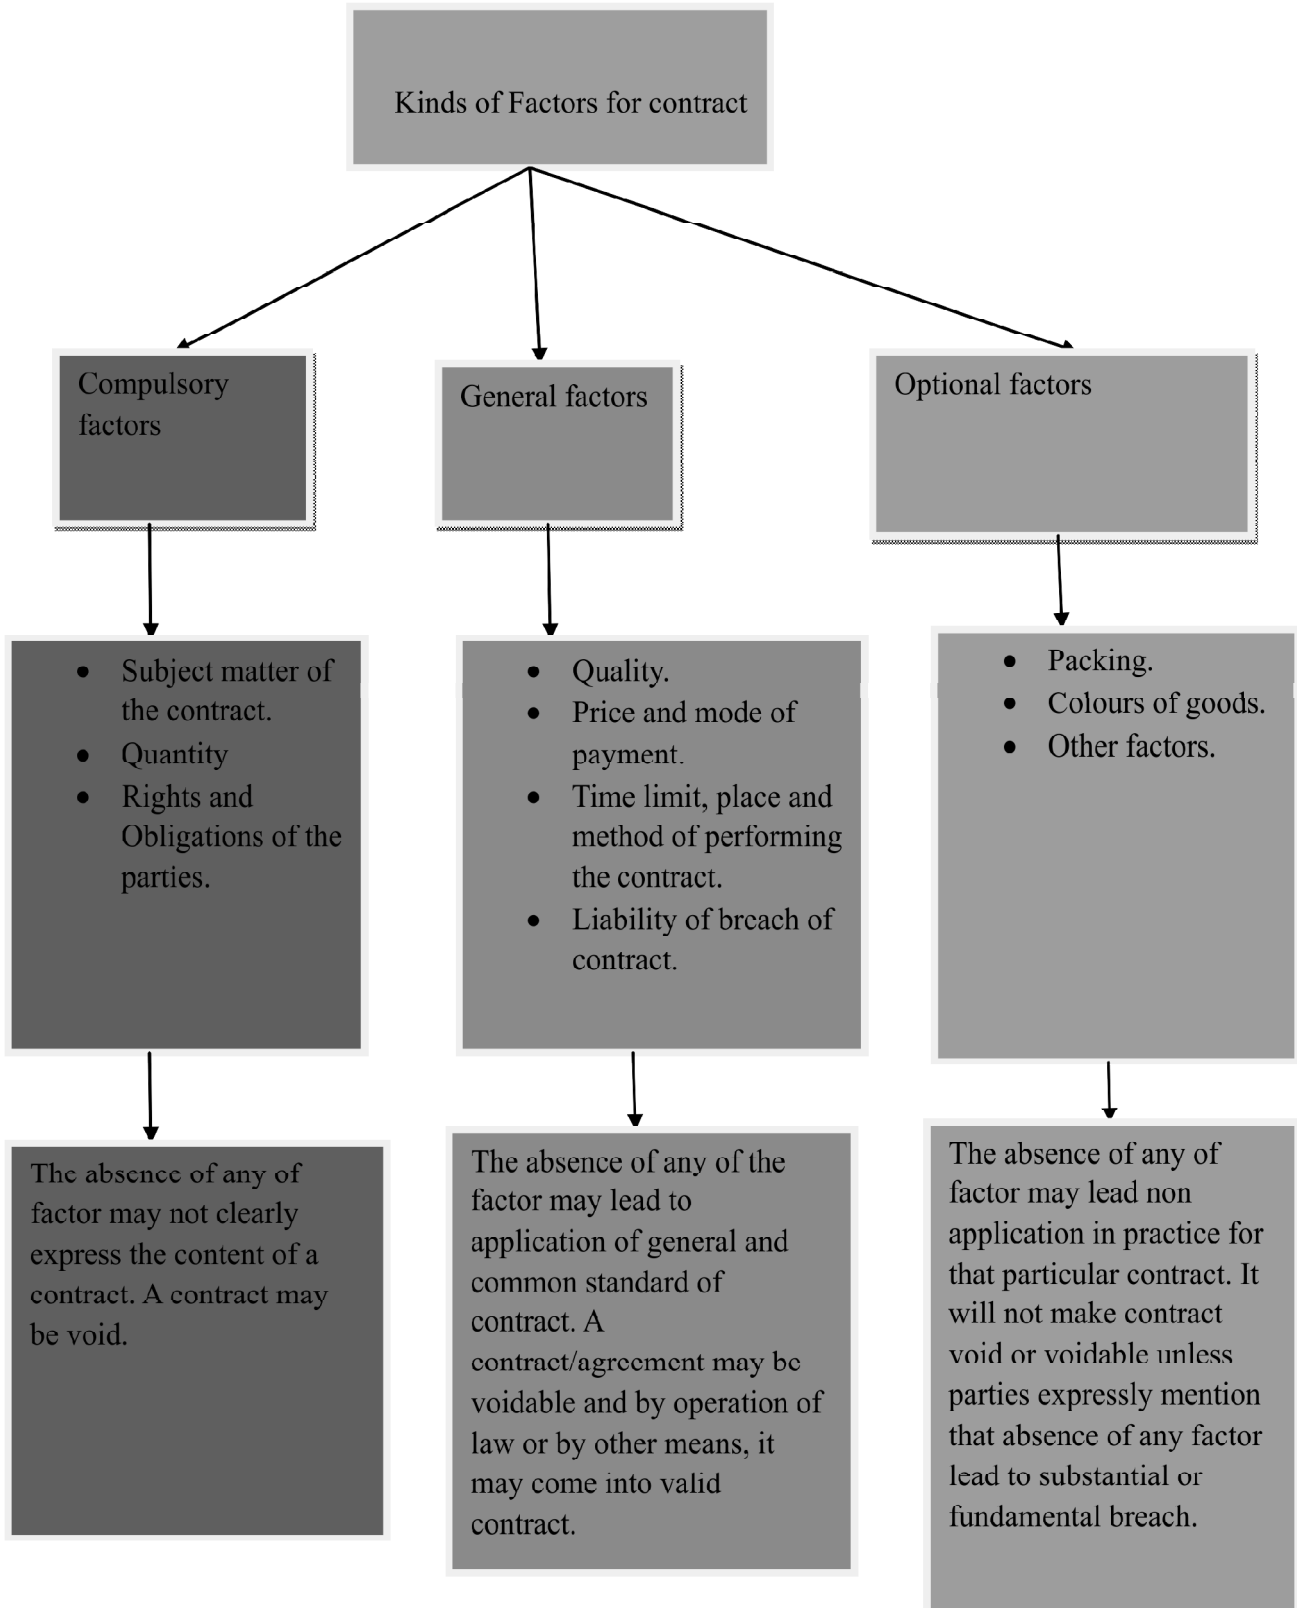 Kinds of Factors for contract
Compulsory
factors
General factors
Optional factors
• Subject matter of
the contract.
• Quantity
• Rights and
Obligations of the
parties.
• Quality.
• Price and mode of
payment.
• Time limit, place and
method of performing
the contract.
• Liability of breach of
contract.
• Packing.
• Colours of goods.
• Other factors.
The absence of any of
factor may not clearly
express the content of a
contract. A contract may
be void.
The absence of any of the
factor may lead to
application of general and
common standard of
contract. A
contract/agreement may be
voidable and by operation of
law or by other means, it
may come into valid
contract.
The absence of any of
factor may lead non
application in practice for
that particular contract. It
will not make contract
void or voidable unless
parties expressly mention
that absence of any factor
lead to substantial or
fundamental breach.